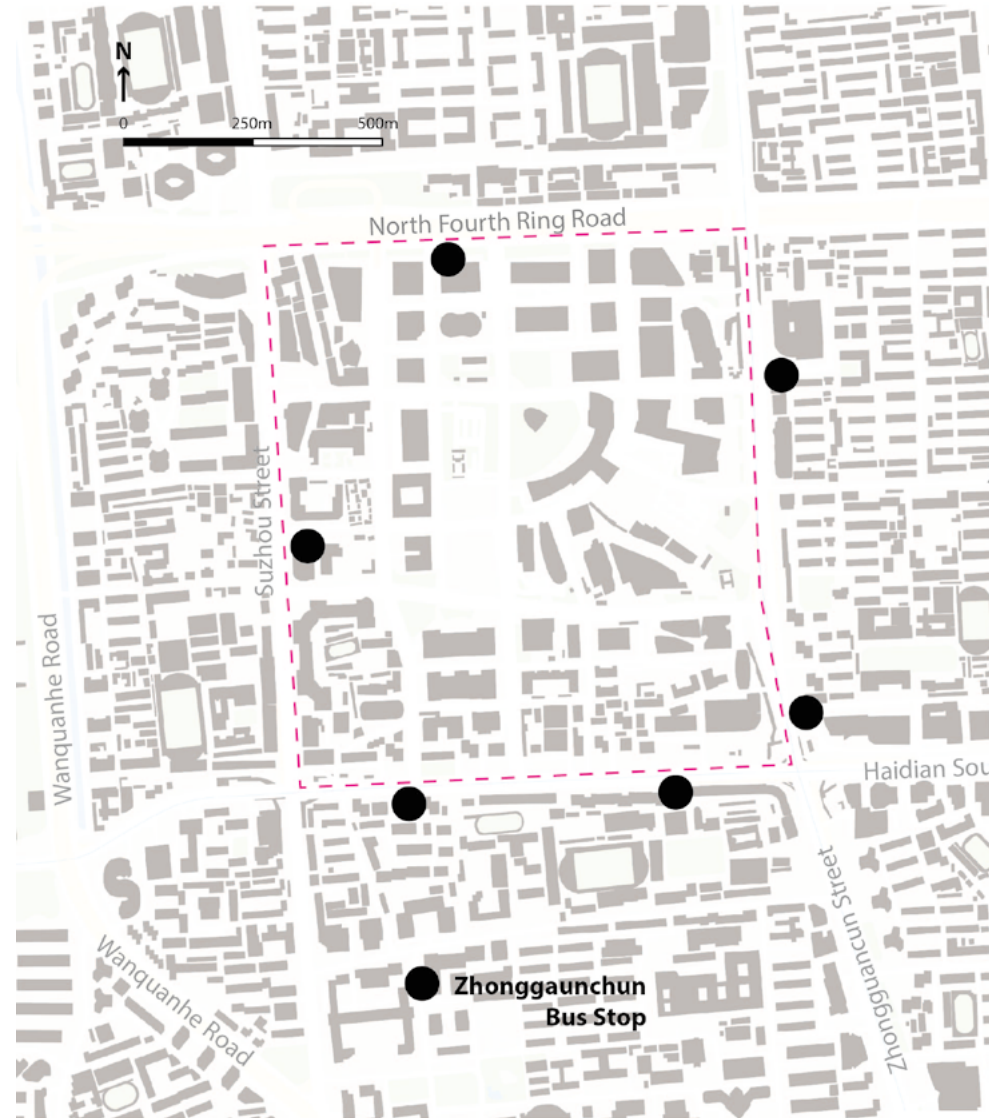 N
0 250m 500m
North Fourth Ring Road
Suzhou Street
Wanquanhe Road
Haidian Sou
Zhongguancun Street
Wanquanhe Road
Zhonggaunchun
Bus Stop